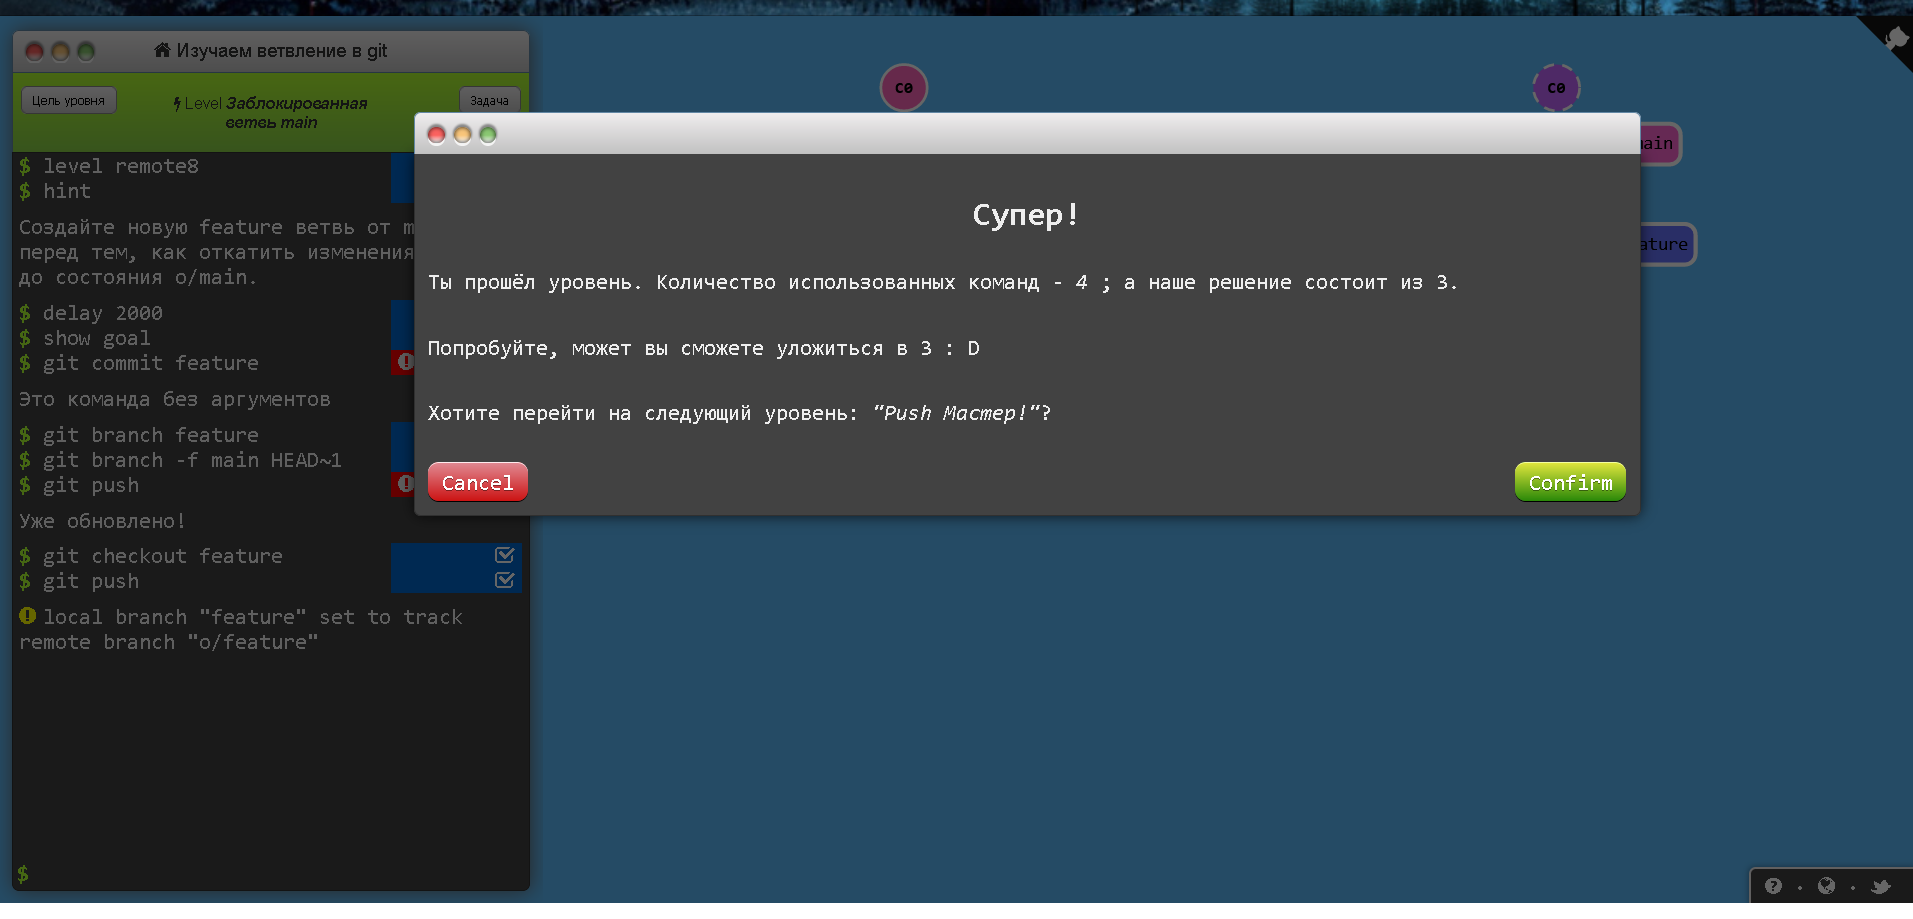 Изучаем ветвление в git
Цель уровня
Level Заблокированная
ветвь main
Задача
$ level remote8
$ hint
Создайте новую feature ветвь от m
перед тем, как откатить изменения
до состояния o/main.
$ delay 2000
$ show goal
$ git commit feature
Это команда без аргументов
$ git branch feature
$ git branch -f main HEAD~1
$ git push
Уже обновлено!
$ git checkout feature
$ git push
local branch "feature" set to track
remote branch "o/feature"
$
C0
C0
ain
ature
Супер!
Ты прошёл уровень. Количество использованных команд - 4 ; а наше решение состоит из 3.
Попробуйте, может вы сможете уложиться в 3 : D
Хотите перейти на следующий уровень: “Push Мастер!”?
Cancel
Confirm